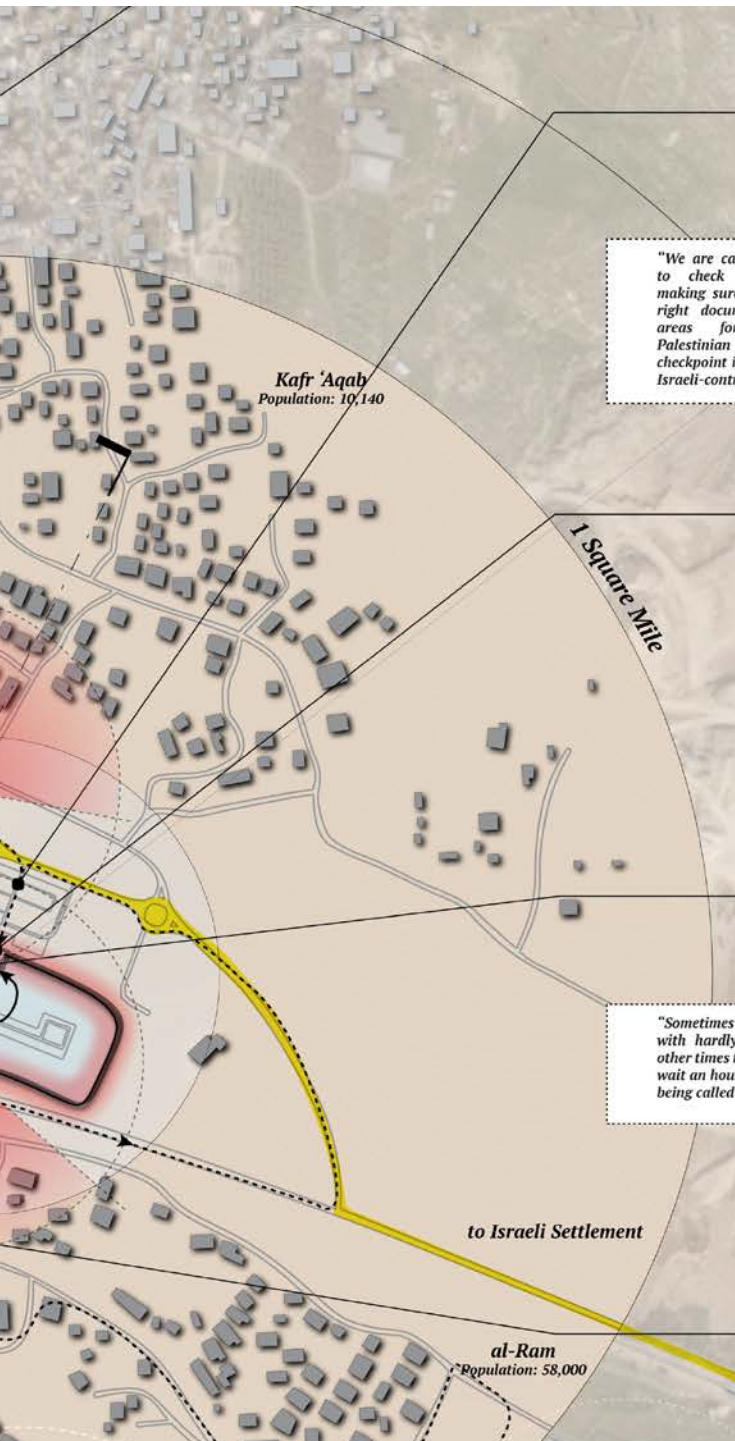 "We are ca
to check
making sure
right docum
areas for
Palestinian
checkpoint i
Israeli-contr
Kafr ‘Aqab
Population: 10,140
1 Square Mile
"Sometimes
with hardly
other times t
wait an hou
being called
to Israeli Settlement
al-Ram
Population: 58,000